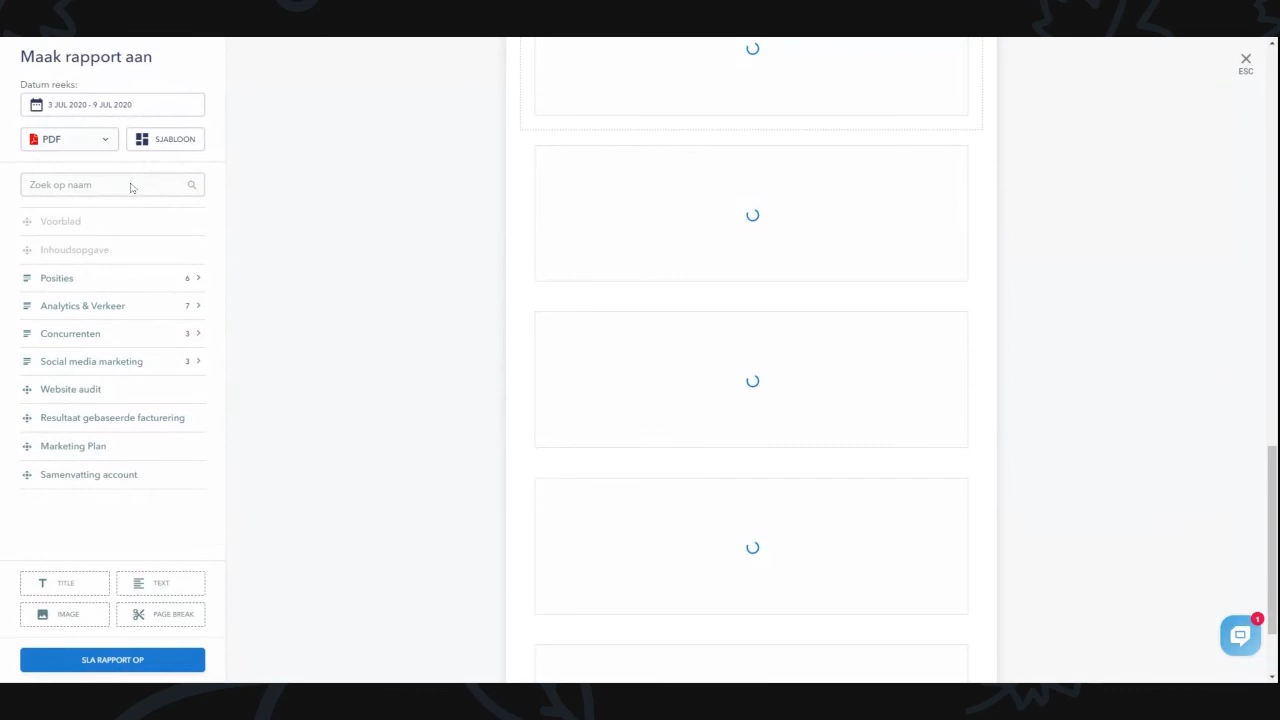 Maak rapport aan
ESC
Datum reeks:
3 JUL 2020 - 9 JUL 2020
PDF
SJABLOON
Zoek op naam
Voorblad
Inhoudsopgave
Posities 6
Analytics & Verkeer 7
Concurrenten 3
Social media marketing 3
Website audit
Resultaat gebaseerde facturering
Marketing Plan
Samenvatting account
TITLE
TEXT
IMAGE
PAGE BREAK
1
SLA RAPPORT OP